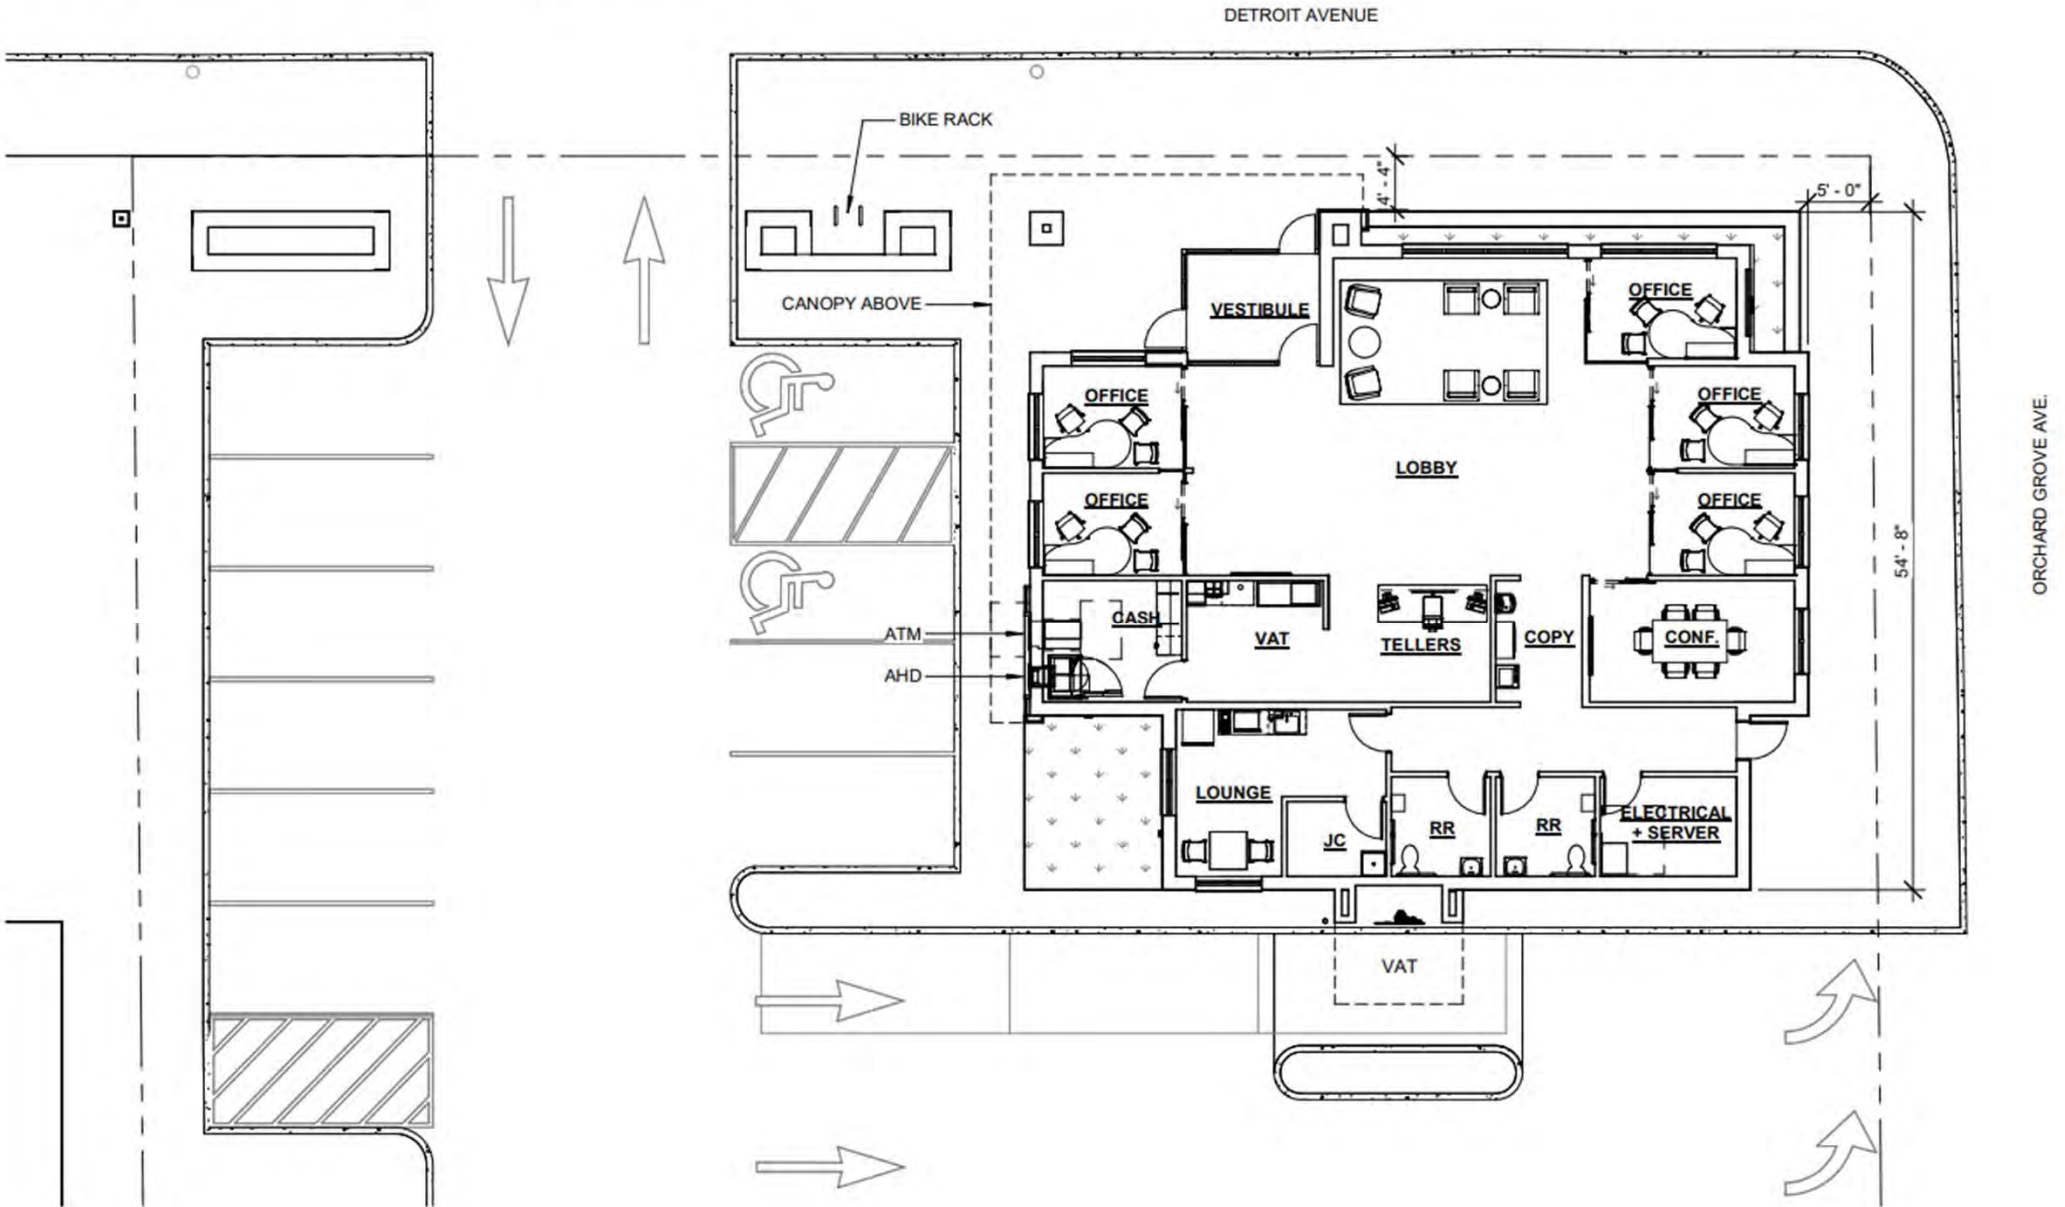 DETROIT AVENUE
BIKE RACK
4' - 4"
5' - 0"
CANOPY ABOVE
VESTIBULE
OFFICE
OFFICE
OFFICE
ORCHARD GROVE AVE.
LOBBY
OFFICE
OFFICE
54' - 8"
CASH
ATM
VAT
TELLERS
COPY
CONF.
AHD
LOUNGE
JC
RR
RR
ELECTRICAL
+ SERVER
VAT